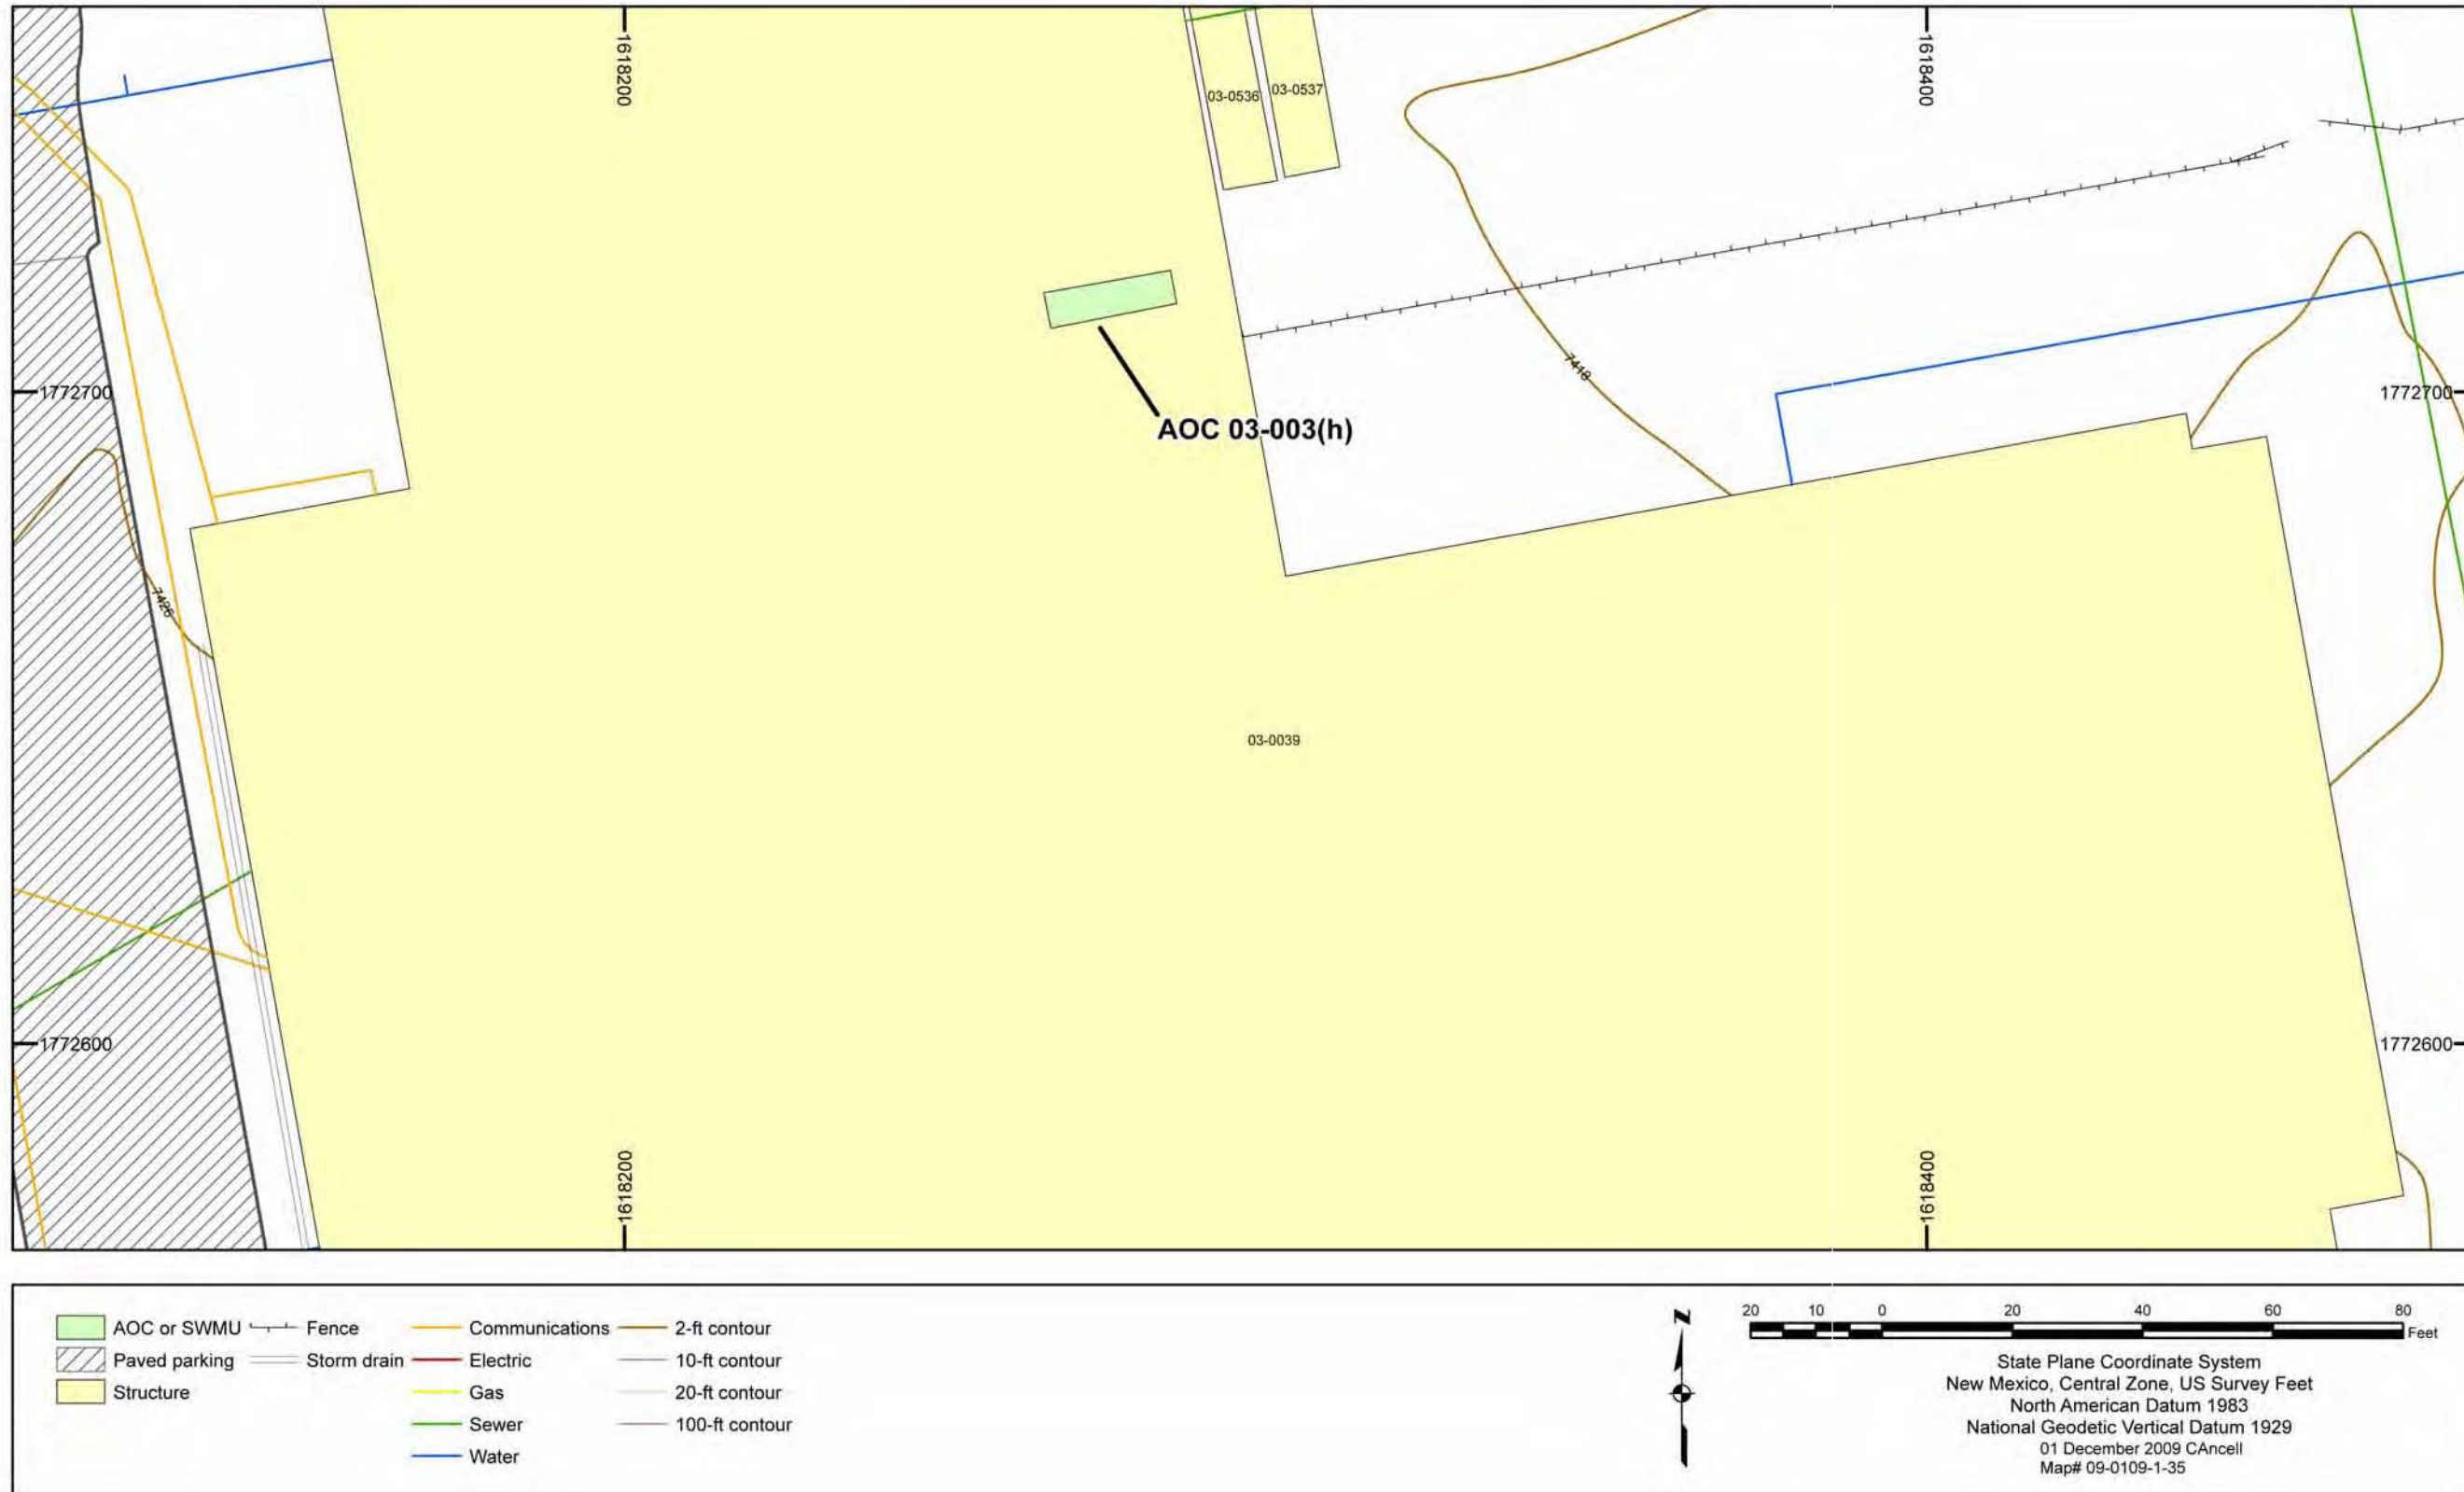 1618200
1618400
03-0536
03-0537
7418
1772700
1772700
AOC 03-003(h)
7426
03-0039
1772600
1772600
1618200
1618400
AOC or SWMU
Paved parking
Structure
Fence
Storm drain
Communications
Electric
Gas
Sewer
Water
2-ft contour
10-ft contour
20-ft contour
100-ft contour
N
20 10 0 20 40 60 80
Feet
State Plane Coordinate System
New Mexico, Central Zone, US Survey Feet
North American Datum 1983
National Geodetic Vertical Datum 1929
01 December 2009 CAncell
Map# 09-0109-1-35